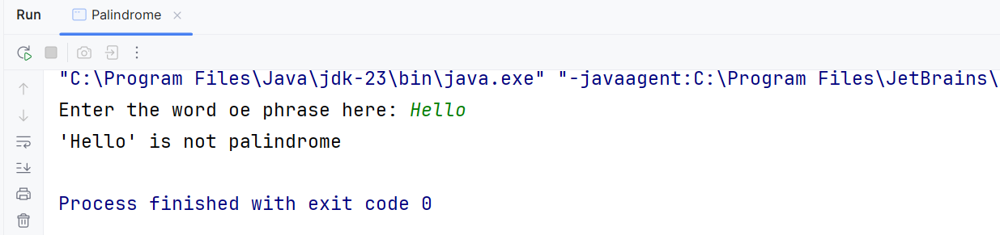 Run Palindrome
"C:\Program Files\Java\jdk-23\bin\java.exe" "-javaagent:C:\Program Files\JetBrains\
Enter the word oe phrase here: Hello
'Hello' is not palindrome
Process finished with exit code 0